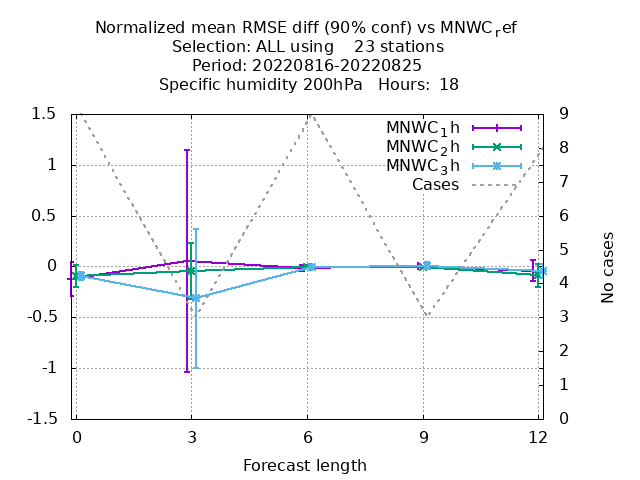 Normalized mean RMSE diff (90% conf) vs MNWCref
Selection: ALL using    23 stations
Period: 20220816-20220825
Specific humidity 200hPa   Hours: 18
1.5
1
0.5
0
-0.5
-1
-1.5
0
3
6
9
12
9
8
7
6
5
4
3
2
1
0
MNWC1h
MNWC2h
MNWC3h
Cases
No cases
Forecast length